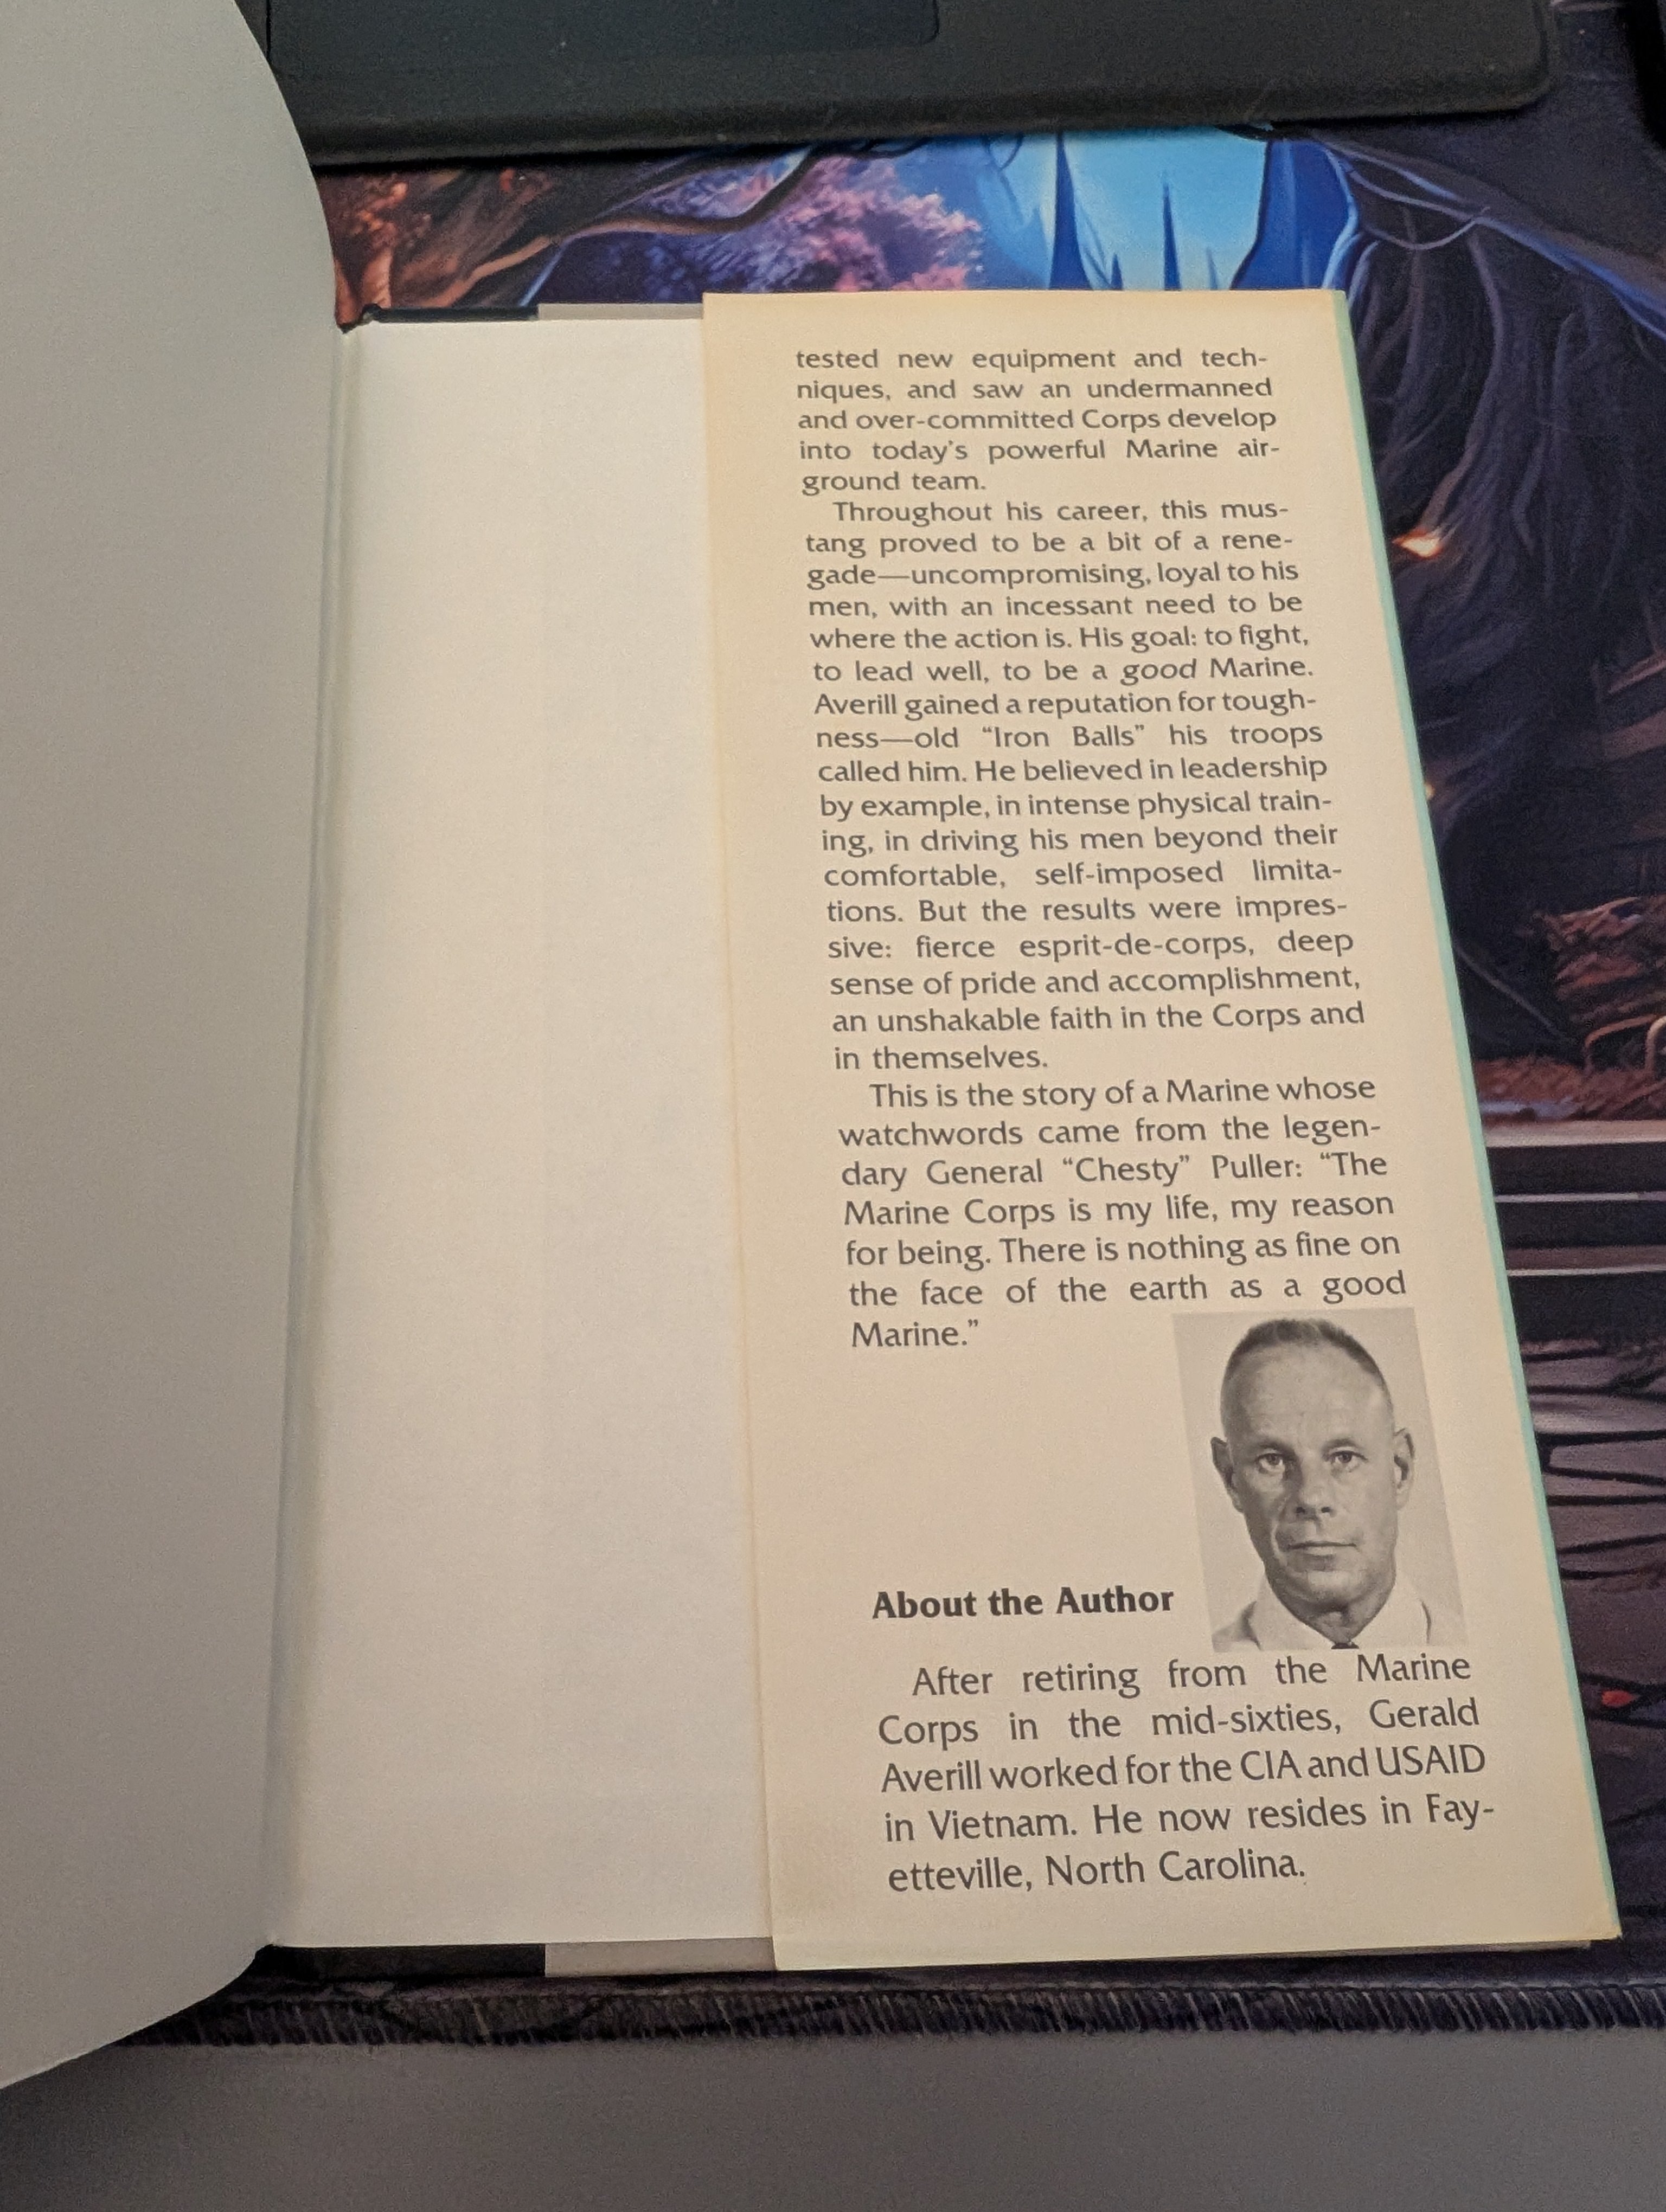 tested new equipment and tech-
niques, and saw an undermanned
and over-committed Corps develop
into today's powerful Marine air-
ground team.
Throughout his career, this mus-
tang proved to be a bit of a rene-
gade—uncompromising, loyal to his
men, with an incessant need to be
where the action is. His goal: to fight,
to lead well, to be a good Marine.
Averill gained a reputation for tough-
ness—old “Iron Balls” his troops
called him. He believed in leadership
by example, in intense physical train-
ing, in driving his men beyond their
comfortable, self-imposed limita-
tions. But the results were impres-
sive: fierce esprit-de-corps, deep
sense of pride and accomplishment,
an unshakable faith in the Corps and
in themselves.
This is the story of a Marine whose
watchwords came from the legen-
dary General “Chesty” Puller: “The
Marine Corps is my life, my reason
for being. There is nothing as fine on
the face of the earth as a good
Marine.”
About the Author
After retiring from the Marine
Corps in the mid-sixties, Gerald
Averill worked for the CIA and USAID
in Vietnam. He now resides in Fay-
etteville, North Carolina.